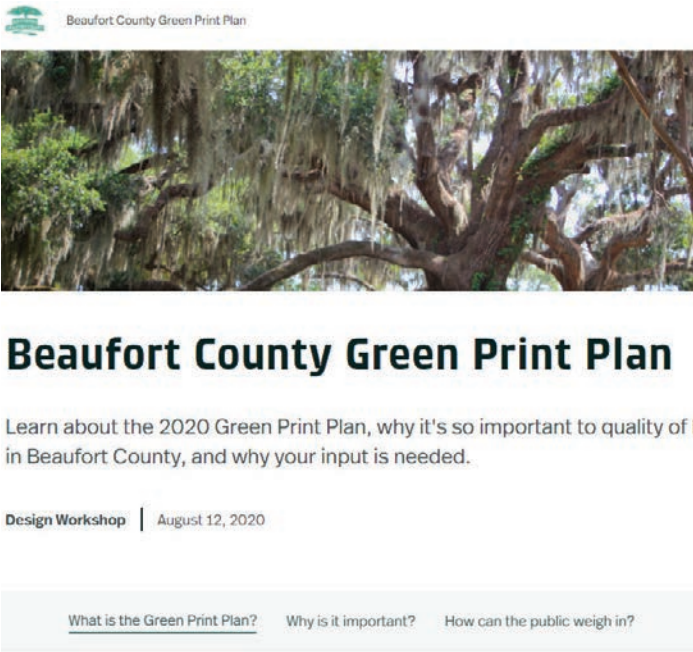 Beaufort County Green Print Plan
Beaufort County Green Print Plan
Learn about the 2020 Green Print Plan, why it's so important to quality of
in Beaufort County, and why your input is needed.
Design Workshop | August 12, 2020
What is the Green Print Plan? Why is it important? How can the public weigh in?